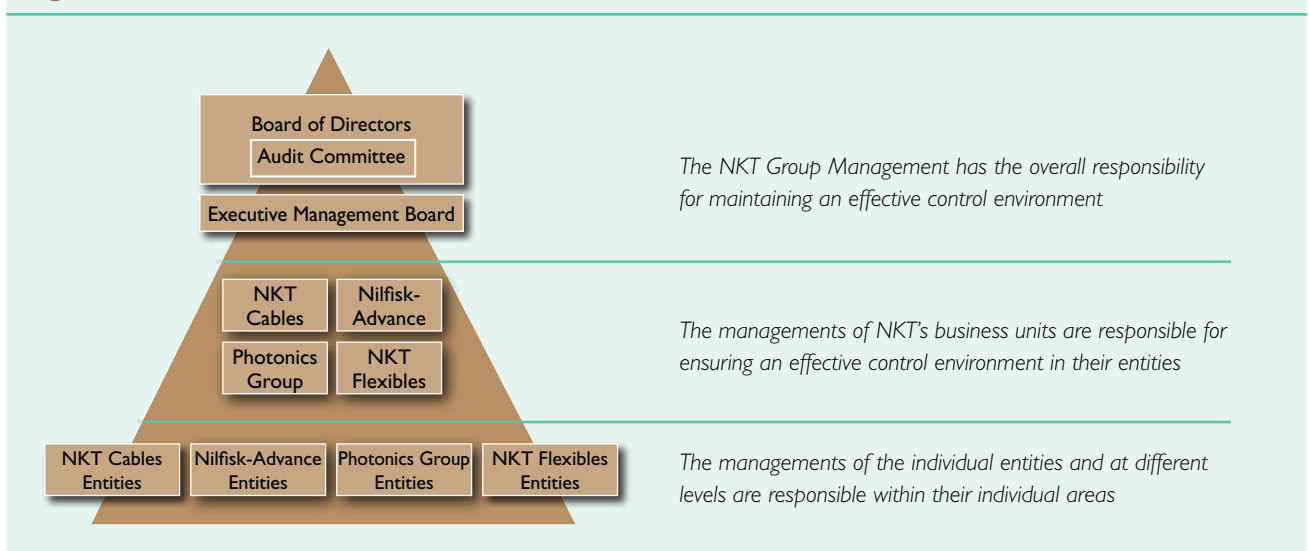 Board of Directors
Audit Committee
Executive Management Board
The NKT Group Management has the overall responsibility
for maintaining an effective control environment
NKT
Cables
Nilfisk-
Advance
Photonics
Group
NKT
Flexibles
The managements of NKT's business units are responsible for
ensuring an effective control environment in their entities
NKT Cables
Entities
Nilfisk-Advance
Entities
Photonics Group
Entities
NKT Flexibles
Entities
The managements of the individual entities and at different
levels are responsible within their individual areas